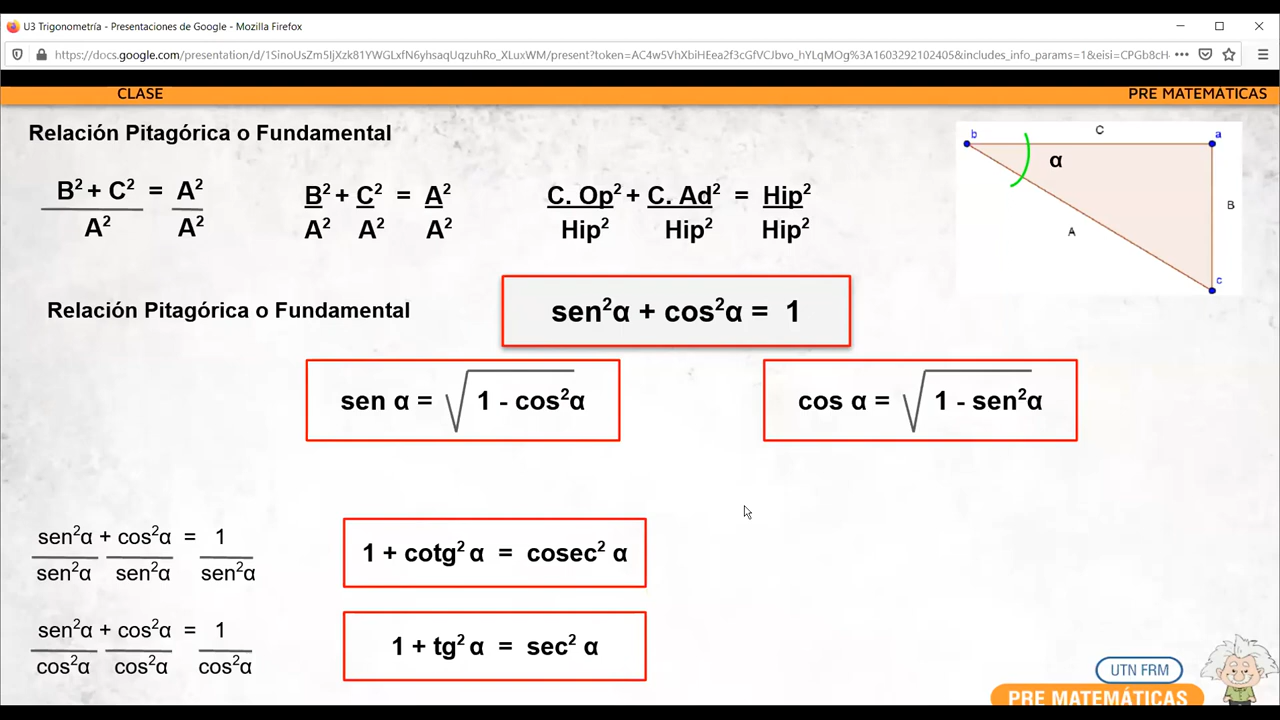 U3 Trigonometría - Presentaciones de Google - Mozilla Firefox
https://docs.google.com/presentation/d/1SinoUsZm5IjXzk81YWGLxfN6yhsaqUqzuhRo_XLuxWM/present?token=AC4w5VhXbiHEea2f3cGfVCJbvo_hYLqMOg%3A1603292102405&includes_info_params=1&eisi=CPGb8cH
CLASE PRE MATEMÁTICAS
Relación Pitagórica o Fundamental
B² + C² = A²
A² A²
B² + C² = A²
A² A² A²
C. Op² + C. Ad² = Hip²
Hip² Hip² Hip²
b C a
α
B
A
c
Relación Pitagórica o Fundamental
sen²α + cos²α = 1
sen α = √ 1 - cos²α
cos α = √ 1 - sen²α
sen²α + cos²α = 1
sen²α sen²α sen²α
1 + cotg² α = cosec² α
sen²α + cos²α = 1
cos²α cos²α cos²α
1 + tg² α = sec² α
UTN FRM
PRE MATEMÁTICAS